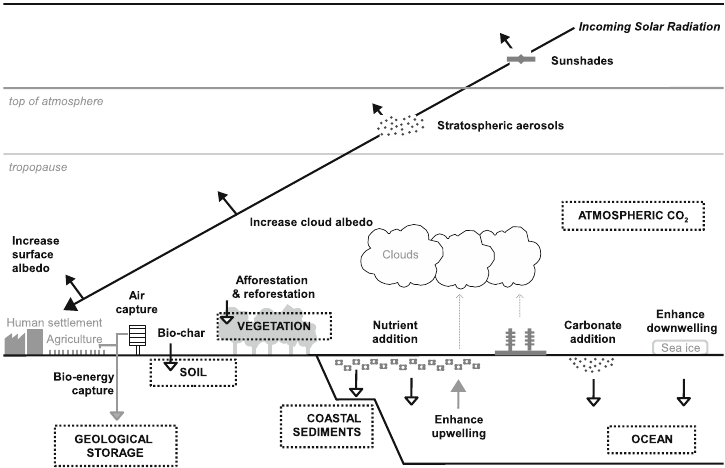 Incoming Solar Radiation
Sunshades
top of atmosphere
Stratospheric aerosols
tropopause
ATMOSPHERIC CO₂
Increase cloud albedo
Increase
surface
albedo
Clouds
Afforestation
& reforestation
Air
capture
Human settlement
Agriculture
Bio-char
VEGETATION
Nutrient
addition
Carbonate
addition
Enhance
downwelling
Sea ice
Bio-energy
capture
SOIL
COASTAL
SEDIMENTS
Enhance
upwelling
OCEAN
GEOLOGICAL
STORAGE